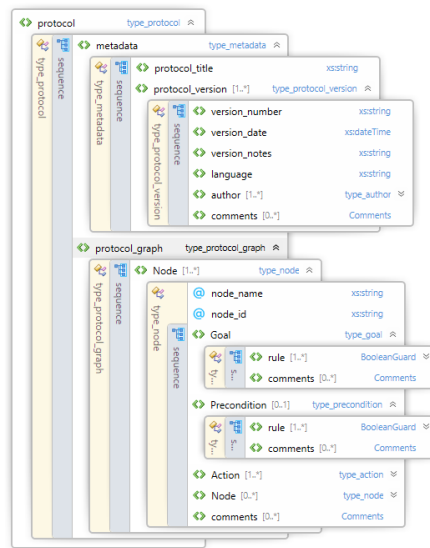 protocol type_protocol
type_protocol
sequence
metadata type_metadata
type_metadata
sequence
protocol_title xs:string
protocol_version [1..*] type_protocol_version
type_protocol_version
sequence
version_number xs:string
version_date xs:dateTime
version_notes xs:string
language xs:string
author [1..*] type_author
comments [0..*] Comments
protocol_graph type_protocol_graph
type_protocol_graph
sequence
Node [1..*] type_node
type_node
@ node_name xs:string
@ node_id xs:string
sequence
Goal type_goal
ty...
s...
rule [1..*] BooleanGuard
comments [0..*] Comments
Precondition [0..1] type_precondition
ty...
s...
rule [1..*] BooleanGuard
comments [0..*] Comments
Action [1..*] type_action
Node [0..*] type_node
comments [0..*] Comments